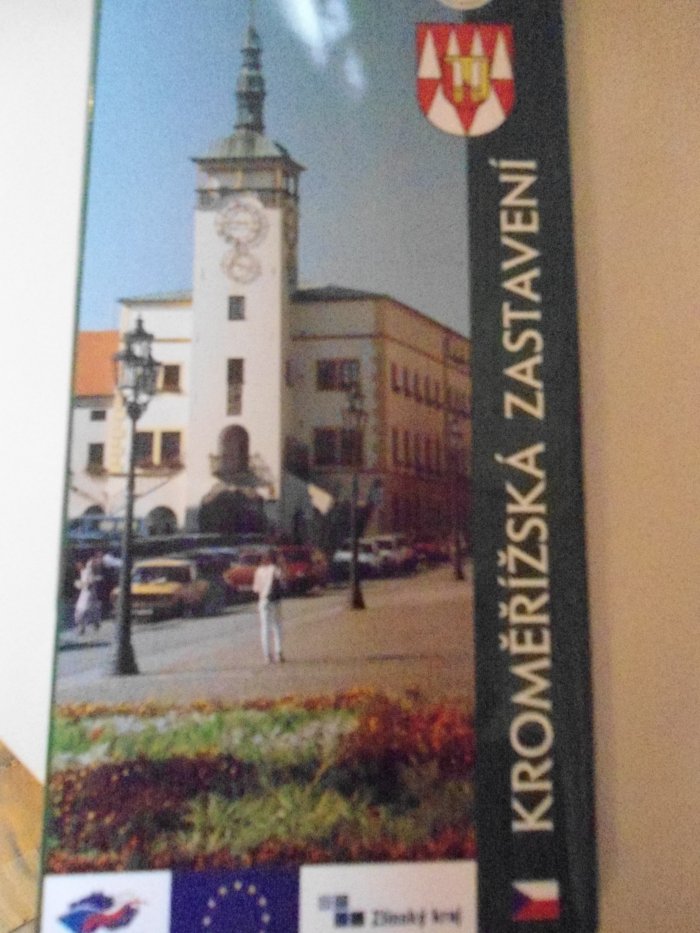 KROMĚŘÍŽSKÁ ZASTAVENÍ
Zlínský kraj